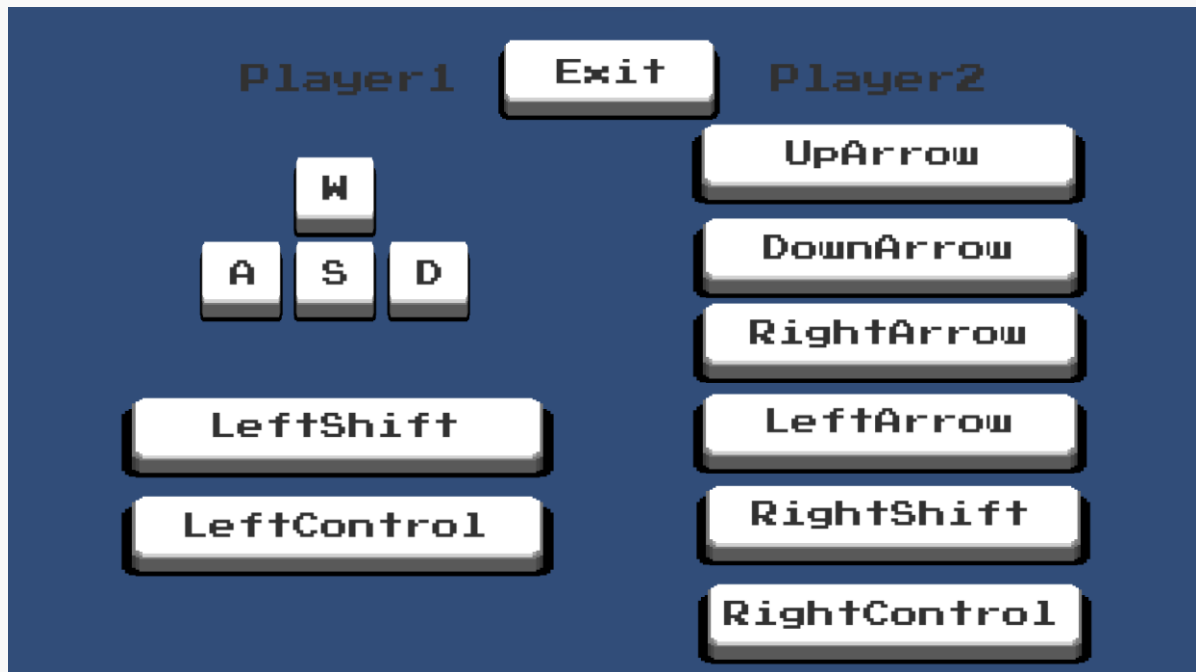 Player1
Exit
Player2
W
A S D
LeftShift
LeftControl
UpArrow
DownArrow
RightArrow
LeftArrow
RightShift
RightControl